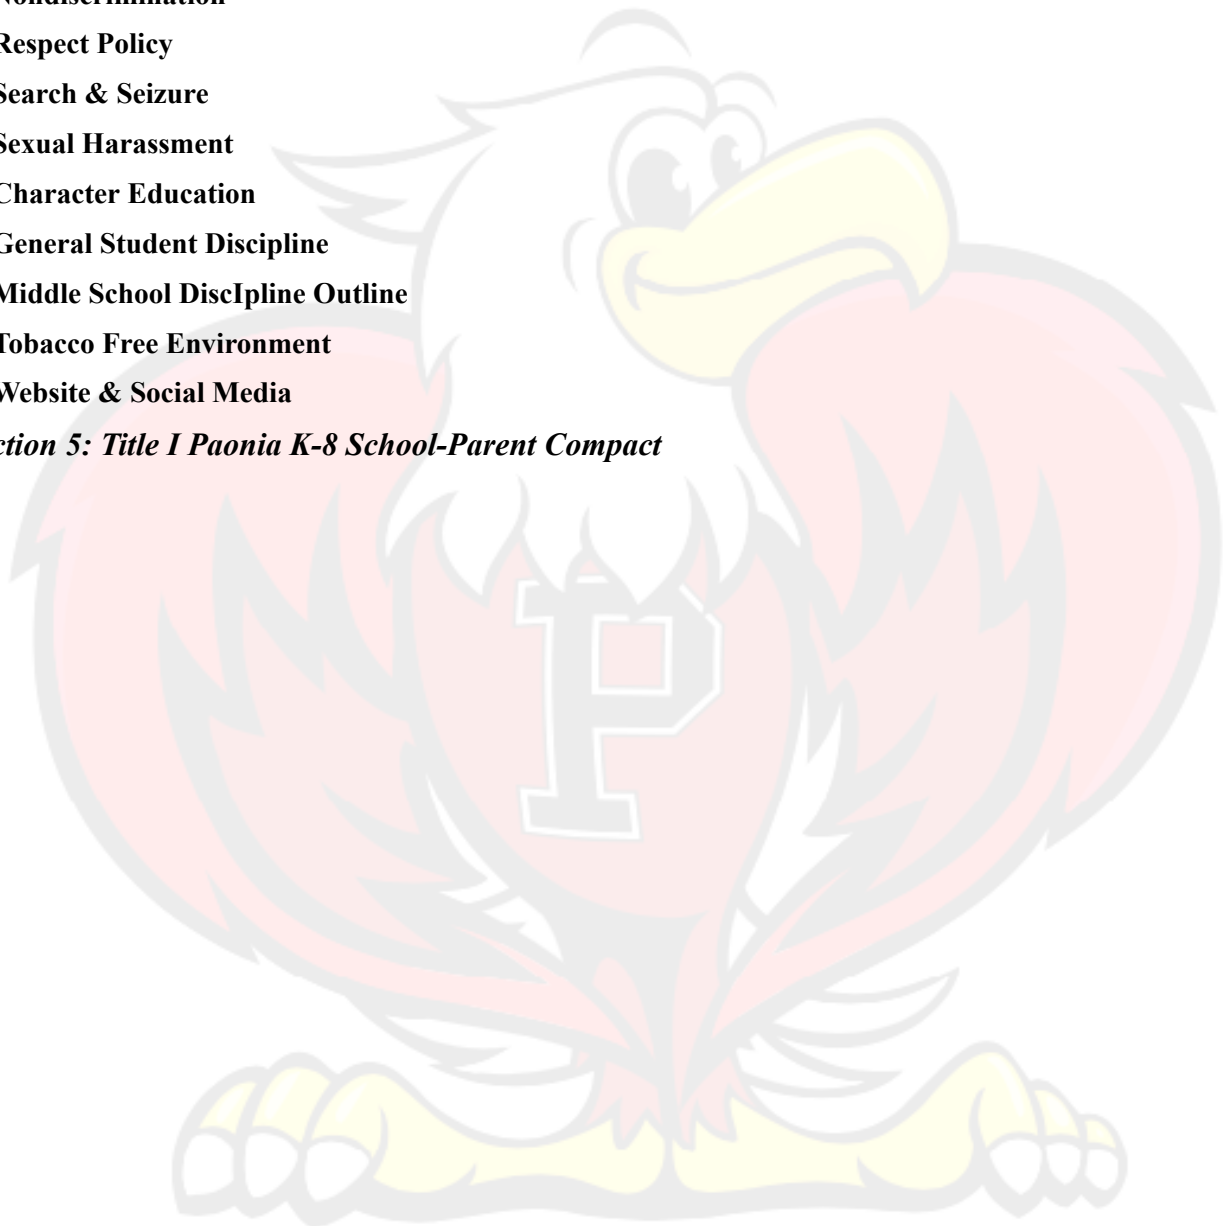 Nondiscrimination
Respect Policy
Search & Seizure
Sexual Harassment
Character Education
General Student Discipline
Middle School DiscIpline Outline
Tobacco Free Environment
Website & Social Media
ction 5: Title I Paonia K-8 School-Parent Compact
P